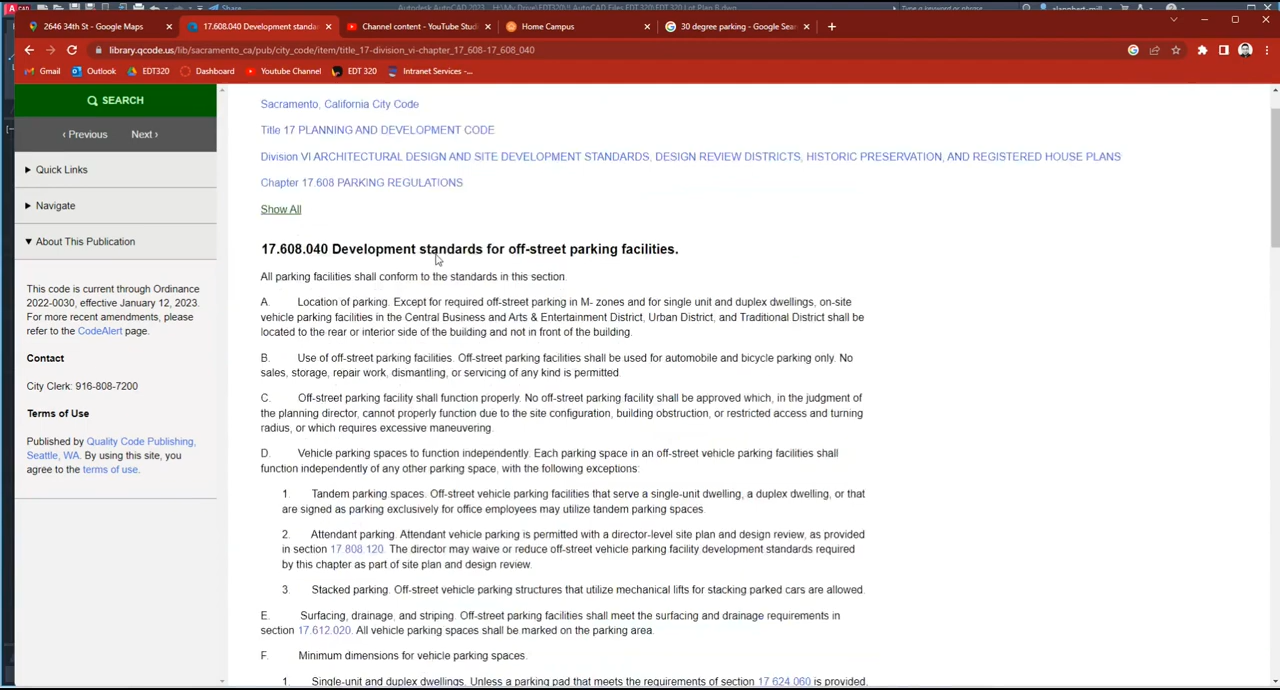 Share
Autodesk AutoCAD 2023
Type a keyword or phrase
2646 34th St - Google Maps
17.608.040 Development standar
Channel content - YouTube Studi
Home Campus
30 degree parking - Google Sear
library.qcode.us/lib/sacramento_ca/pub/city_code/item/title_17-division_vi-chapter_17_608-17_608_040
Gmail Outlook EDT320 Dashboard Youtube Channel EDT 320 Intranet Services -...
SEARCH
‹ Previous Next ›
Quick Links
Navigate
About This Publication
This code is current through Ordinance
2022-0030, effective January 12, 2023.
For more recent amendments, please
refer to the CodeAlert page.
Contact
City Clerk: 916-808-7200
Terms of Use
Published by Quality Code Publishing,
Seattle, WA. By using this site, you
agree to the terms of use.
Sacramento, California City Code
Title 17 PLANNING AND DEVELOPMENT CODE
Division VI ARCHITECTURAL DESIGN AND SITE DEVELOPMENT STANDARDS, DESIGN REVIEW DISTRICTS, HISTORIC PRESERVATION, AND REGISTERED HOUSE PLANS
Chapter 17.608 PARKING REGULATIONS
Show All
17.608.040 Development standards for off-street parking facilities.
All parking facilities shall conform to the standards in this section.
A. Location of parking. Except for required off-street parking in M- zones and for single unit and duplex dwellings, on-site
vehicle parking facilities in the Central Business and Arts & Entertainment District, Urban District, and Traditional District shall be
located to the rear or interior side of the building and not in front of the building.
B. Use of off-street parking facilities. Off-street parking facilities shall be used for automobile and bicycle parking only. No
sales, storage, repair work, dismantling, or servicing of any kind is permitted
C. Off-street parking facility shall function properly. No off-street parking facility shall be approved which, in the judgment of
the planning director, cannot properly function due to the site configuration, building obstruction, or restricted access and turning
radius, or which requires excessive maneuvering.
D. Vehicle parking spaces to function independently. Each parking space in an off-street vehicle parking facilities shall
function independently of any other parking space, with the following exceptions:
1. Tandem parking spaces. Off-street vehicle parking facilities that serve a single-unit dwelling, a duplex dwelling, or that
are signed as parking exclusively for office employees may utilize tandem parking spaces.
2. Attendant parking. Attendant vehicle parking is permitted with a director-level site plan and design review, as provided
in section 17.808.120. The director may waive or reduce off-street vehicle parking facility development standards required
by this chapter as part of site plan and design review.
3. Stacked parking. Off-street vehicle parking structures that utilize mechanical lifts for stacking parked cars are allowed.
E. Surfacing, drainage, and striping. Off-street parking facilities shall meet the surfacing and drainage requirements in
section 17.612.020. All vehicle parking spaces shall be marked on the parking area.
F. Minimum dimensions for vehicle parking spaces.
1. Single-unit and duplex dwellings. Unless a parking pad that meets the requirements of section 17.624.060 is provided,